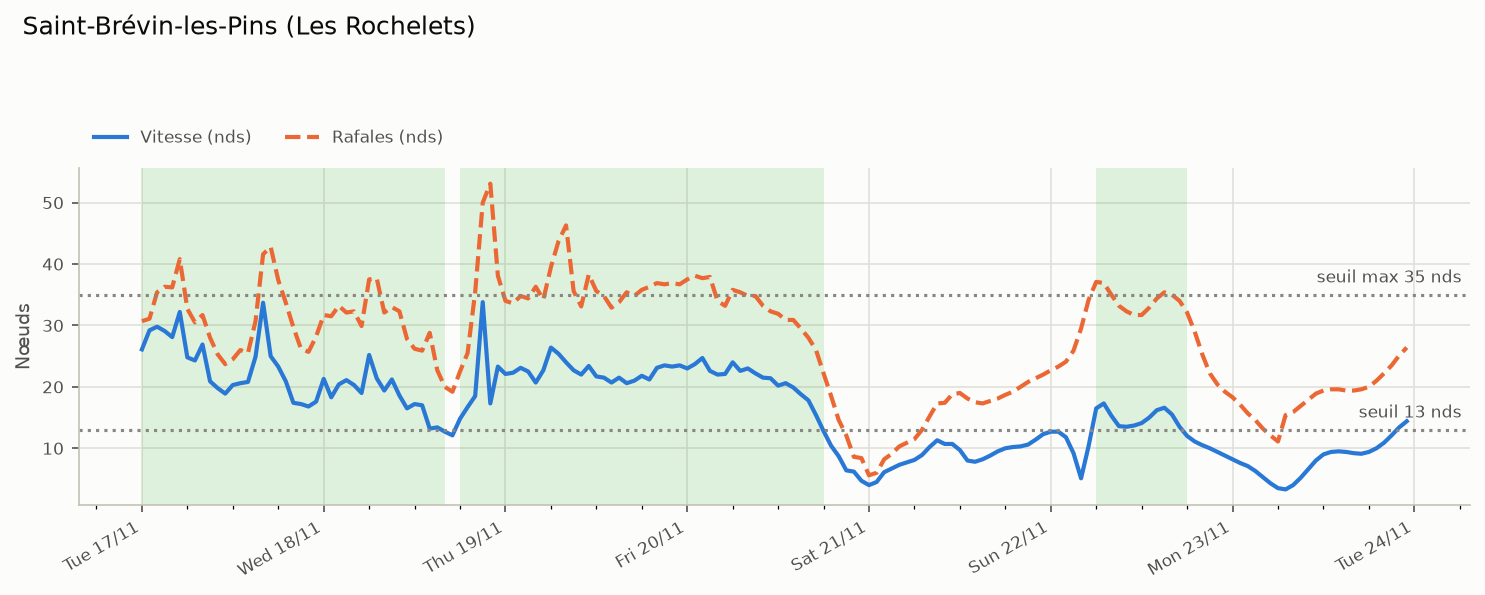 Saint-Brévin-les-Pins (Les Rochelets)
Vitesse (nds)
Rafales (nds)
Nœuds
50
40
30
20
10
seuil max 35 nds
seuil 13 nds
Tue 17/11
Wed 18/11
Thu 19/11
Fri 20/11
Sat 21/11
Sun 22/11
Mon 23/11
Tue 24/11